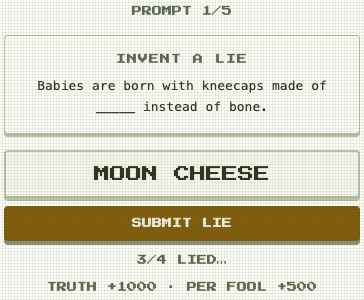 PROMPT 1/5
INVENT A LIE
Babies are born with kneecaps made of
_____ instead of bone.
MOON CHEESE
SUBMIT LIE
3/4 LIED…
TRUTH +1000 · PER FOOL +500